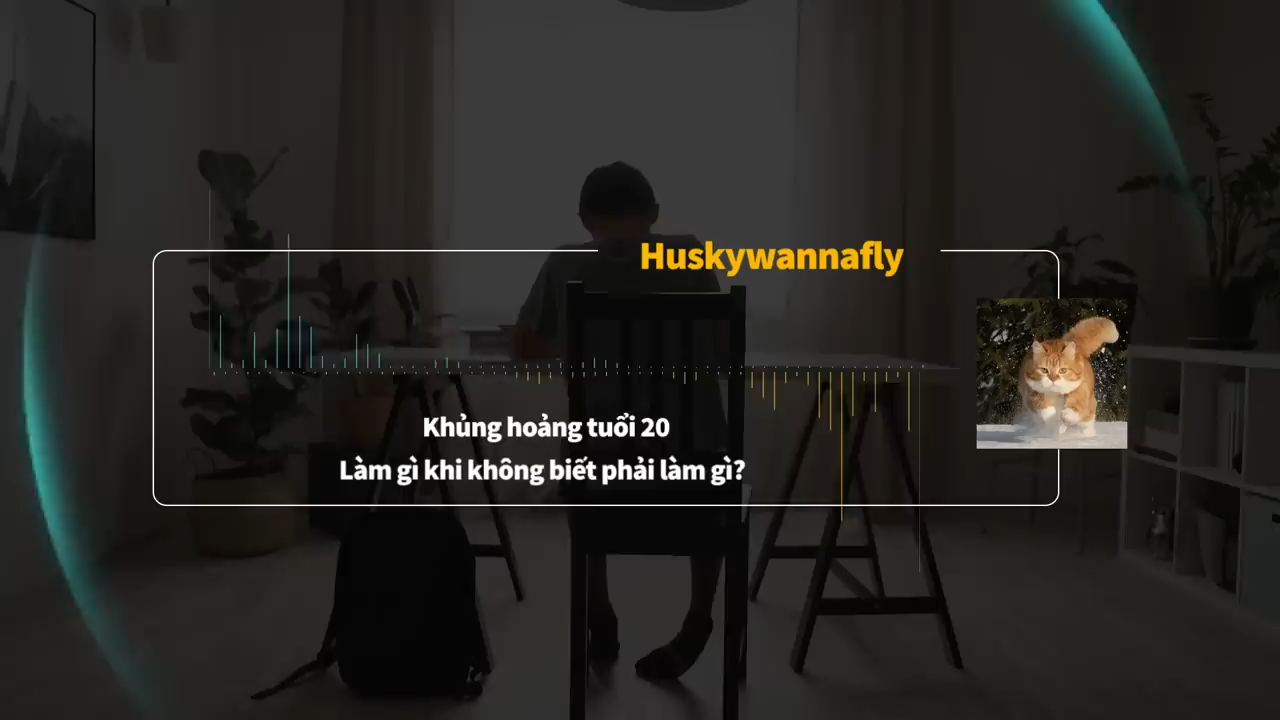 Huskywannafly
Khủng hoảng tuổi 20
Làm gì khi không biết phải làm gì?